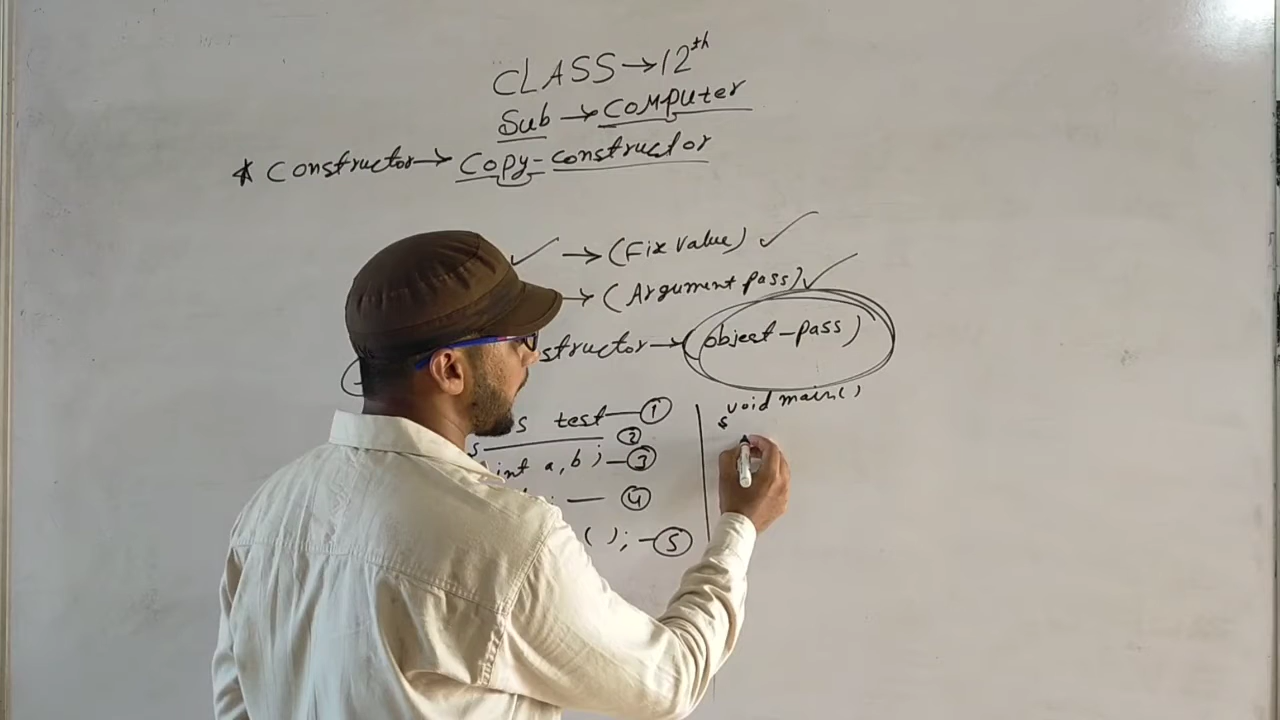 CLASS → 12th
Sub → Computer
* Constructor → Copy-constructor
→ (Fix value) ✓
→ (Argument pass) ✓
structor → (object-pass)
s test — ①
②
int a, b ; — ③
; — ④
( ); — ⑤
void main()
{